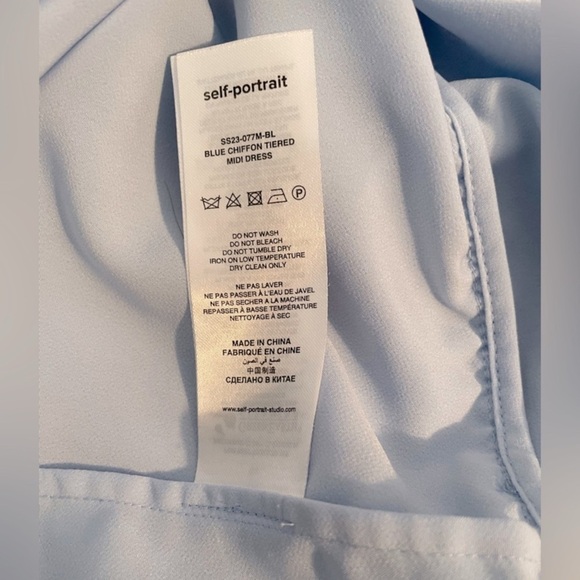 self-portrait
SS23-077M-BL
BLUE CHIFFON TIERED
MIDI DRESS
P
DO NOT WASH
DO NOT BLEACH
DO NOT TUMBLE DRY
IRON ON LOW TEMPERATURE
DRY CLEAN ONLY
NE PAS LAVER
NE PAS PASSER À L'EAU DE JAVEL
NE PAS SECHER A LA MACHINE
REPASSER À BASSE TEMPÉRATURE
NETTOYAGE À SEC
MADE IN CHINA
FABRIQUÉ EN CHINE
صنع في الصين
中国制造
СДЕЛАНО В КИТАЕ
www.self-portrait-studio.com